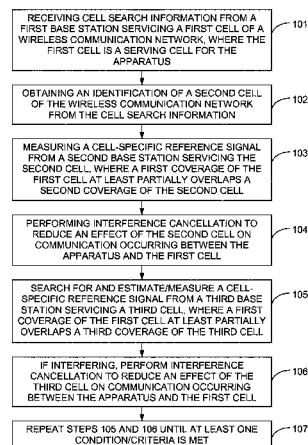 RECEIVING CELL SEARCH INFORMATION FROM A
FIRST BASE STATION SERVICING A FIRST CELL OF A
WIRELESS COMMUNICATION NETWORK, WHERE THE
FIRST CELL IS A SERVING CELL FOR THE
APPARATUS
101
OBTAINING AN IDENTIFICATION OF A SECOND CELL
OF THE WIRELESS COMMUNICATION NETWORK
FROM THE CELL SEARCH INFORMATION
102
MEASURING A CELL-SPECIFIC REFERENCE SIGNAL
FROM A SECOND BASE STATION SERVICING THE
SECOND CELL, WHERE A FIRST COVERAGE OF THE
FIRST CELL AT LEAST PARTIALLY OVERLAPS A
SECOND COVERAGE OF THE SECOND CELL
103
PERFORMING INTERFERENCE CANCELLATION TO
REDUCE AN EFFECT OF THE SECOND CELL ON
COMMUNICATION OCCURRING BETWEEN THE
APPARATUS AND THE FIRST CELL
104
SEARCH FOR AND ESTIMATE/MEASURE A CELL-
SPECIFIC REFERENCE SIGNAL FROM A THIRD BASE
STATION SERVICING A THIRD CELL, WHERE A FIRST
COVERAGE OF THE FIRST CELL AT LEAST PARTIALLY
OVERLAPS A THIRD COVERAGE OF THE THIRD CELL
105
IF INTERFERING, PERFORM INTERFERENCE
CANCELLATION TO REDUCE AN EFFECT OF THE
THIRD CELL ON COMMUNICATION OCCURRING
BETWEEN THE APPARATUS AND THE FIRST CELL
106
REPEAT STEPS 105 AND 106 UNTIL AT LEAST ONE
CONDITION/CRITERIA IS MET
107